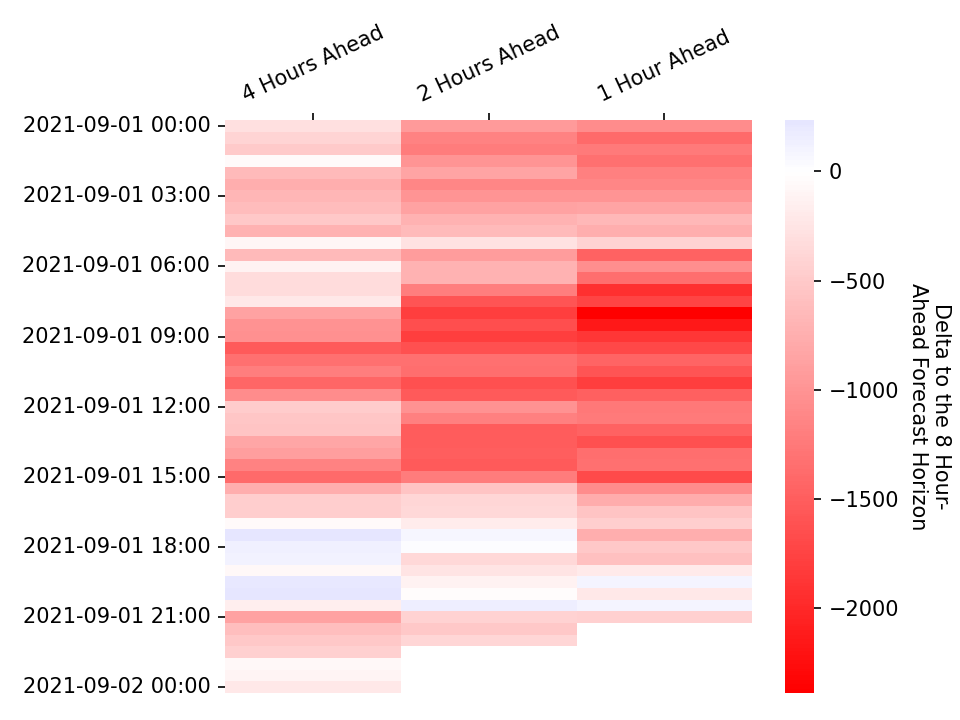 4 Hours Ahead
2 Hours Ahead
1 Hour Ahead
2021-09-01 00:00
2021-09-01 03:00
2021-09-01 06:00
2021-09-01 09:00
2021-09-01 12:00
2021-09-01 15:00
2021-09-01 18:00
2021-09-01 21:00
2021-09-02 00:00
0
−500
−1000
−1500
−2000
Delta to the 8 Hour-
Ahead Forecast Horizon